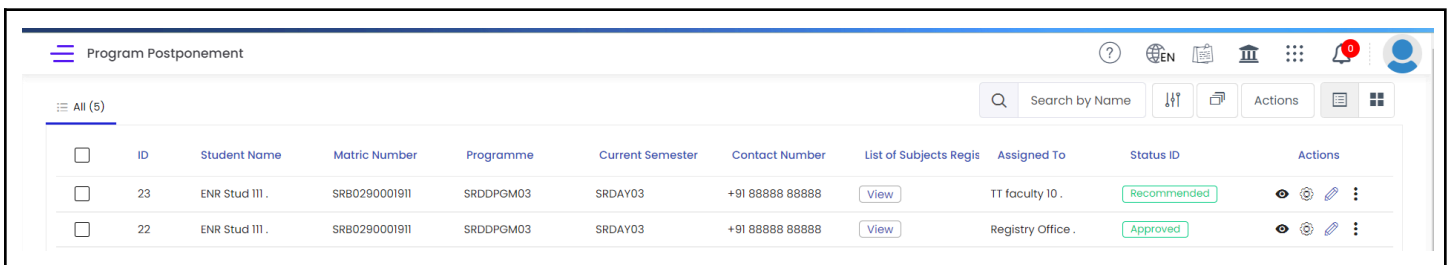 Program Postponement
EN
0
All (5)
Search by Name
Actions
ID Student Name Matric Number Programme Current Semester Contact Number List of Subjects Regis Assigned To Status ID Actions
23 ENR Stud 111 . SRB0290001911 SRDDPGM03 SRDAY03 +91 88888 88888 View TT faculty 10 . Recommended
22 ENR Stud 111 . SRB0290001911 SRDDPGM03 SRDAY03 +91 88888 88888 View Registry Office . Approved